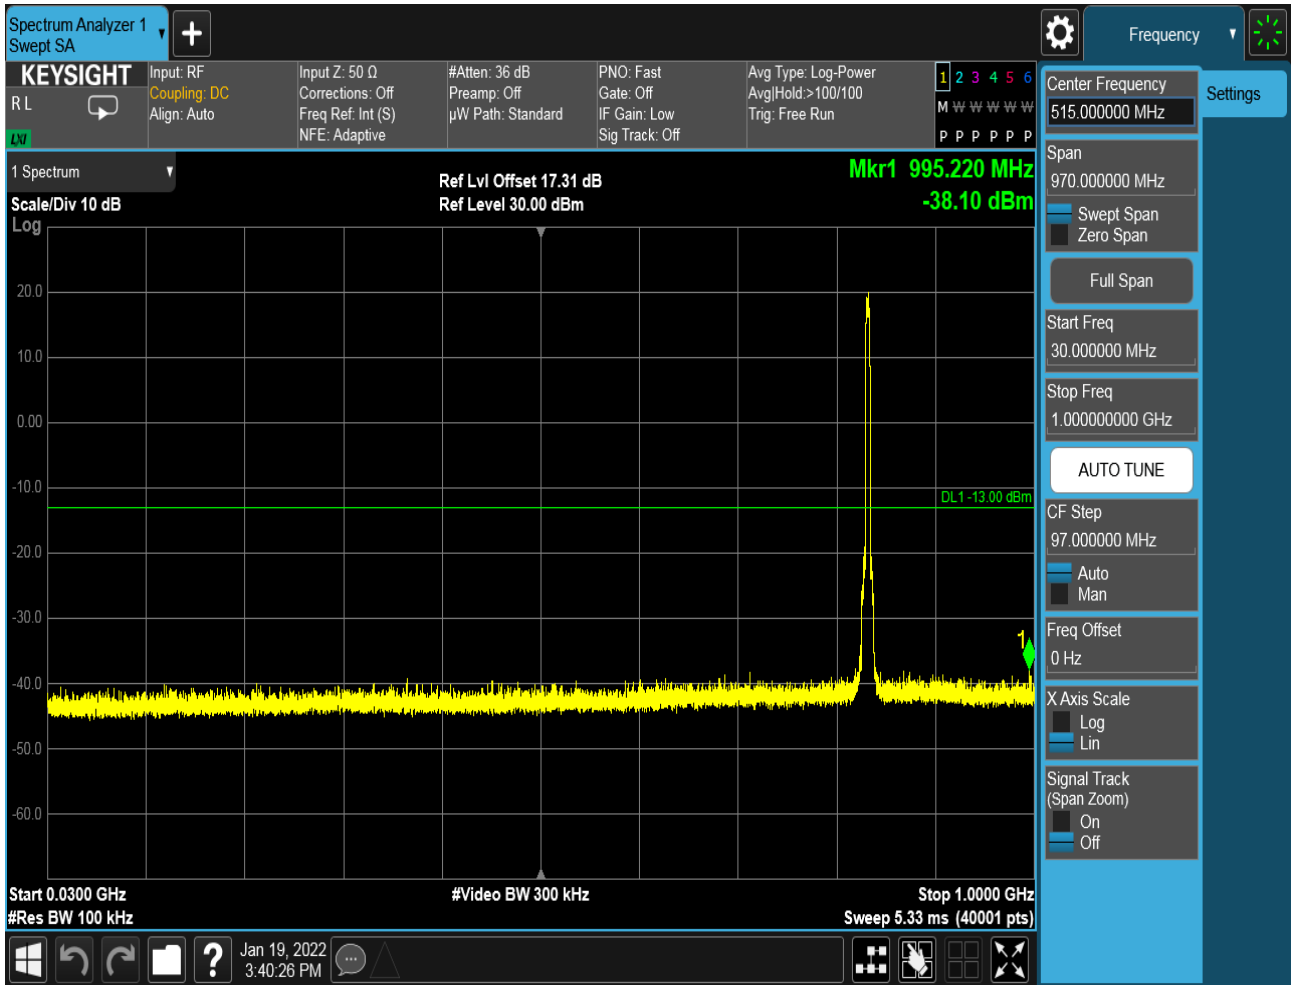 Spectrum Analyzer 1
Swept SA
Frequency
KEYSIGHT
R L
LXI
Input: RF
Coupling: DC
Align: Auto
Input Z: 50 Ω
Corrections: Off
Freq Ref: Int (S)
NFE: Adaptive
#Atten: 36 dB
Preamp: Off
µW Path: Standard
PNO: Fast
Gate: Off
IF Gain: Low
Sig Track: Off
Avg Type: Log-Power
Avg|Hold:>100/100
Trig: Free Run
1 2 3 4 5 6
M W W W W W
P P P P P P
1 Spectrum
Scale/Div 10 dB
Log
Ref Lvl Offset 17.31 dB
Ref Level 30.00 dBm
Mkr1 995.220 MHz
-38.10 dBm
20.0
10.0
0.00
-10.0
-20.0
-30.0
-40.0
-50.0
-60.0
DL1 -13.00 dBm
1
Start 0.0300 GHz
#Res BW 100 kHz
#Video BW 300 kHz
Stop 1.0000 GHz
Sweep 5.33 ms (40001 pts)
Center Frequency
515.000000 MHz
Settings
Span
970.000000 MHz
Swept Span
Zero Span
Full Span
Start Freq
30.000000 MHz
Stop Freq
1.000000000 GHz
AUTO TUNE
CF Step
97.000000 MHz
Auto
Man
Freq Offset
0 Hz
X Axis Scale
Log
Lin
Signal Track
(Span Zoom)
On
Off
?
Jan 19, 2022
3:40:26 PM